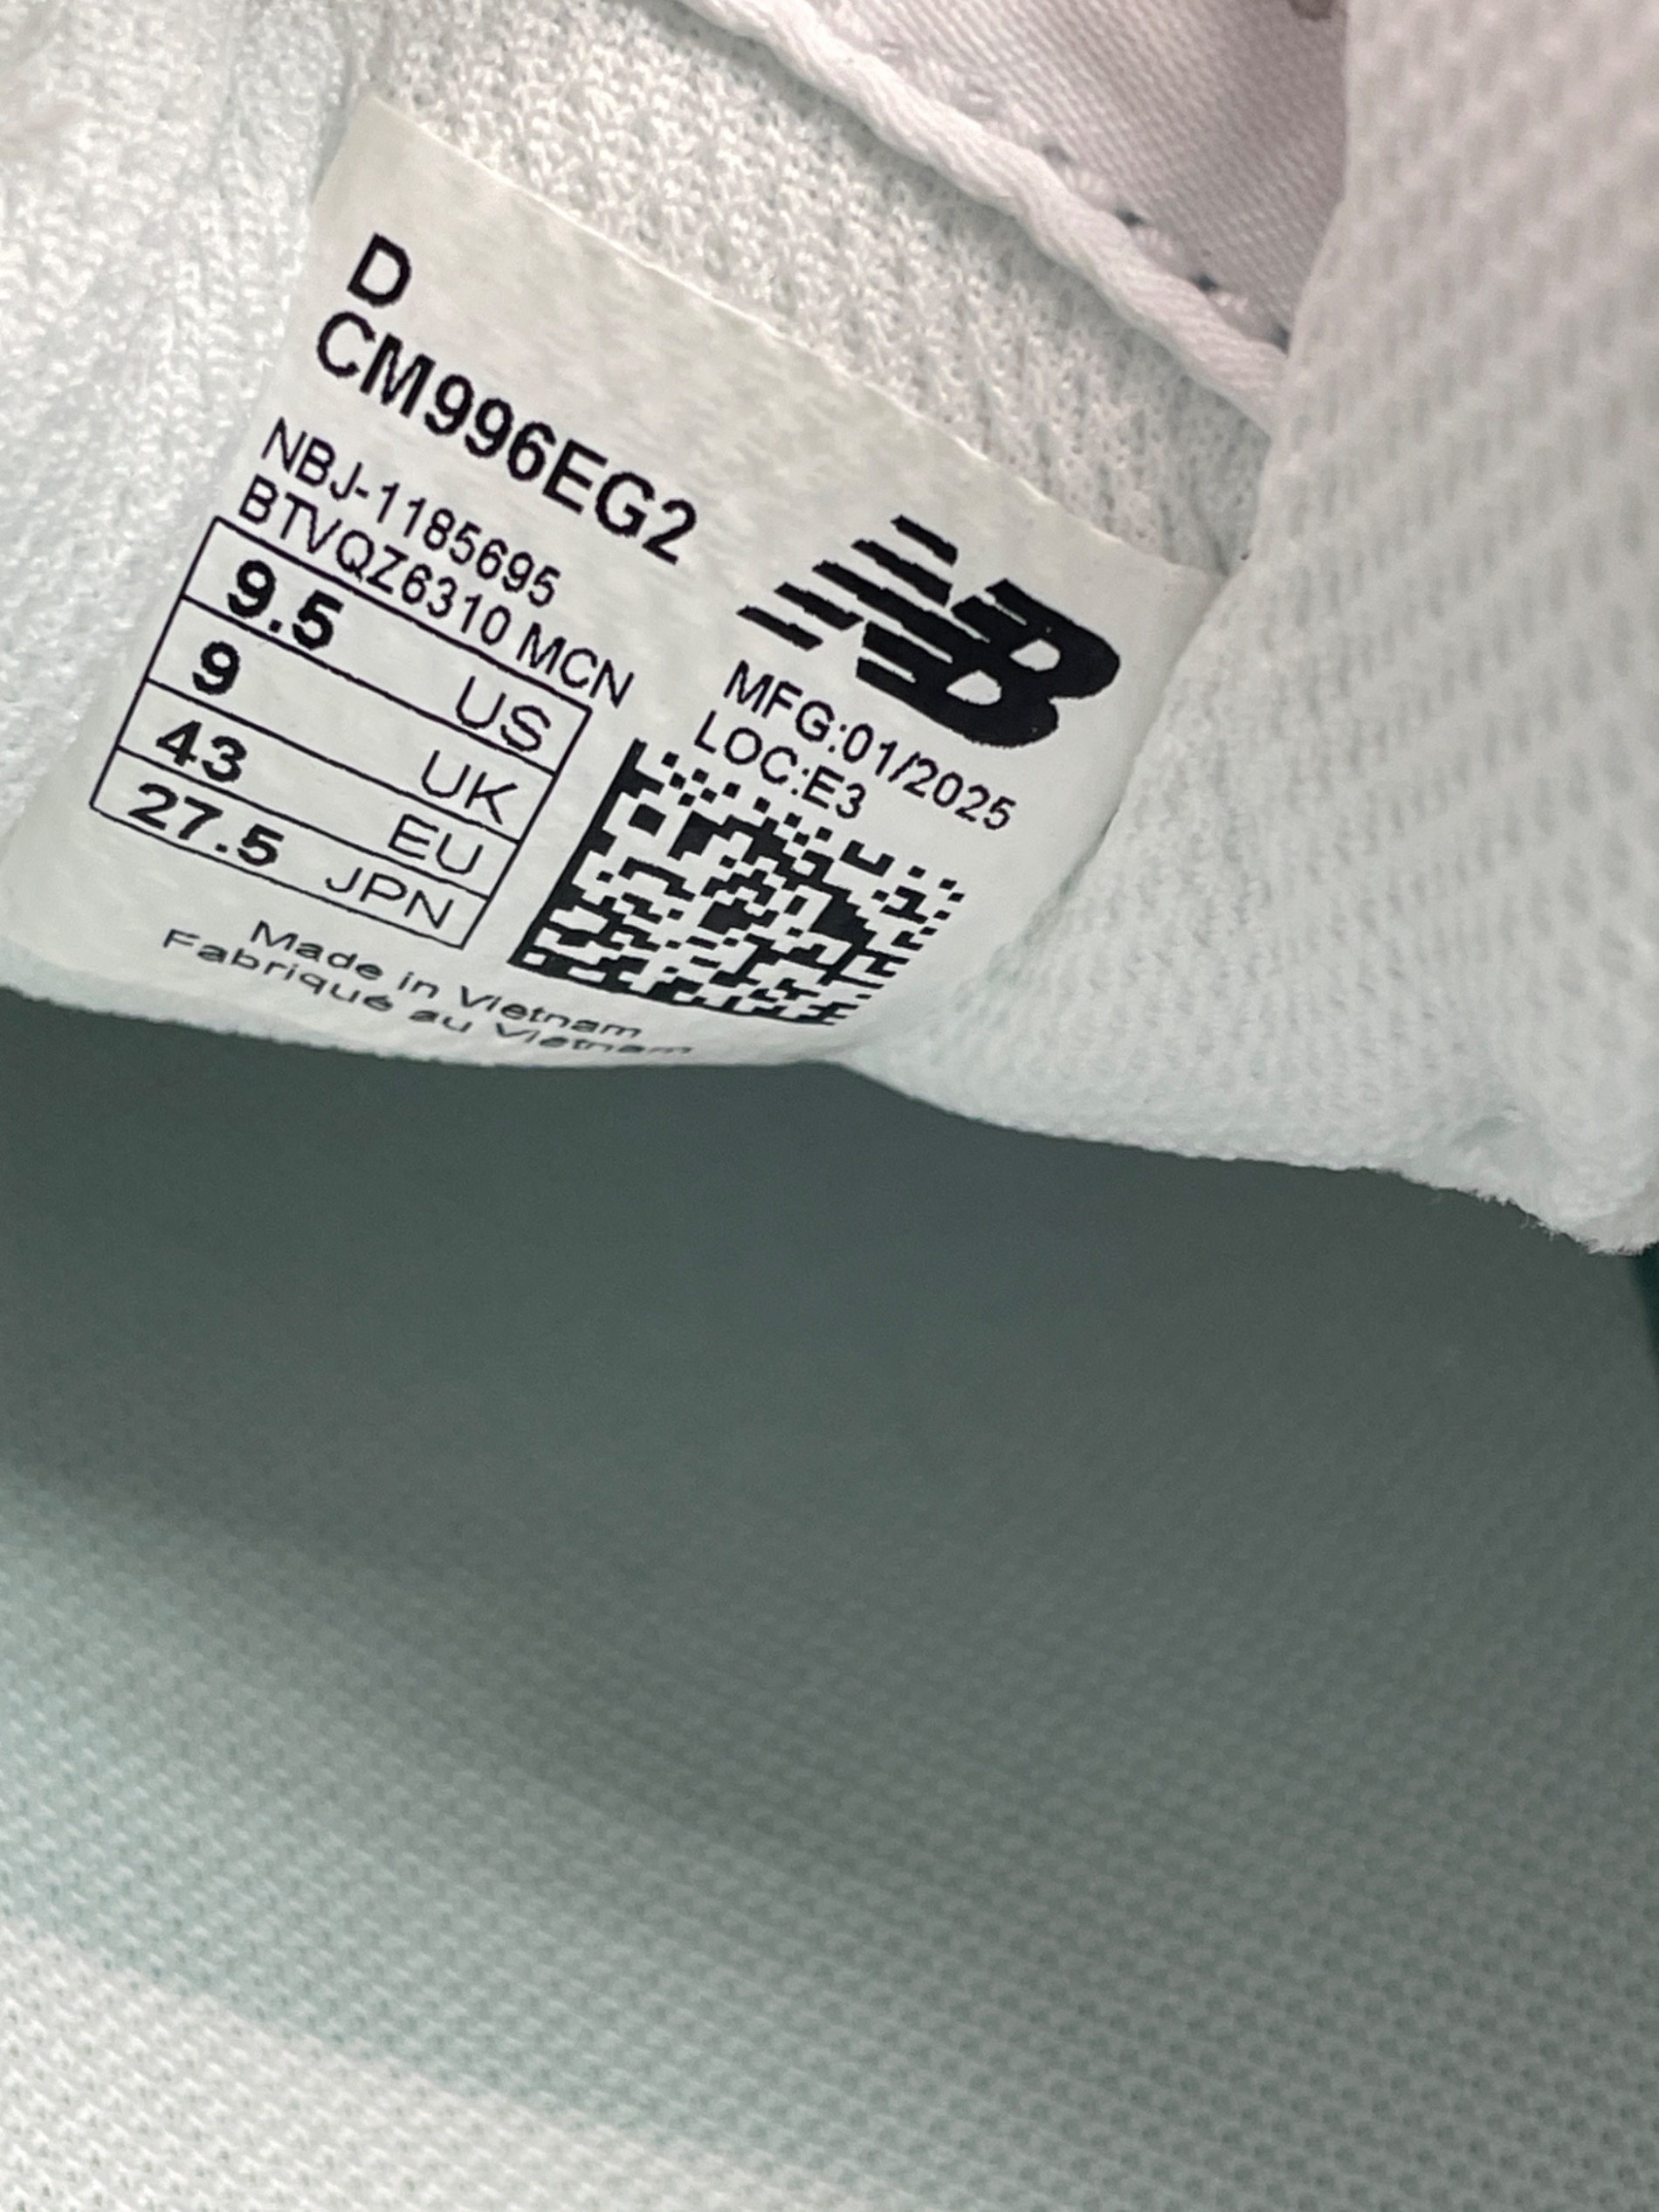 D
CM996EG2
NBJ-1185695
BTVQZ6310 MCN
9.5 US
9 UK
43 EU
27.5 JPN
NB
MFG:01/2025
LOC:E3
Made in Vietnam
Fabriqué au Vietnam